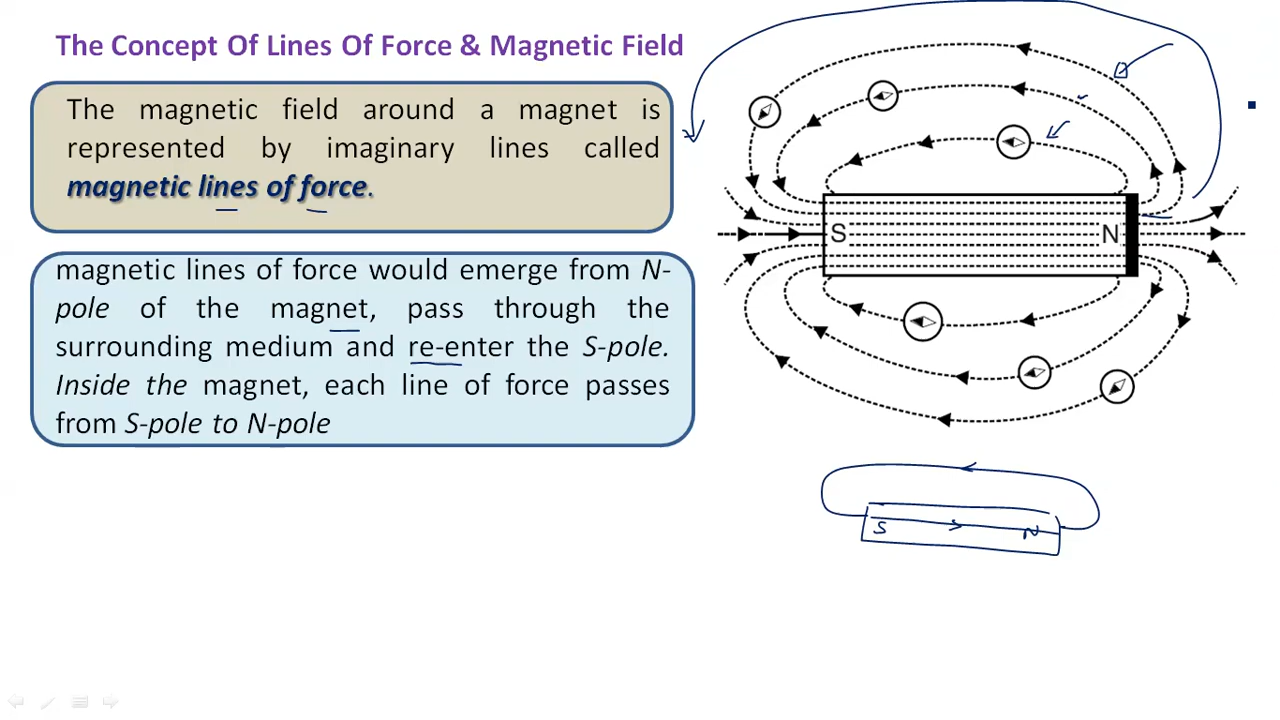 The Concept Of Lines Of Force & Magnetic Field
The magnetic field around a magnet is
represented by imaginary lines called
magnetic lines of force.
magnetic lines of force would emerge from N-
pole of the magnet, pass through the
surrounding medium and re-enter the S-pole.
Inside the magnet, each line of force passes
from S-pole to N-pole
S N
S N